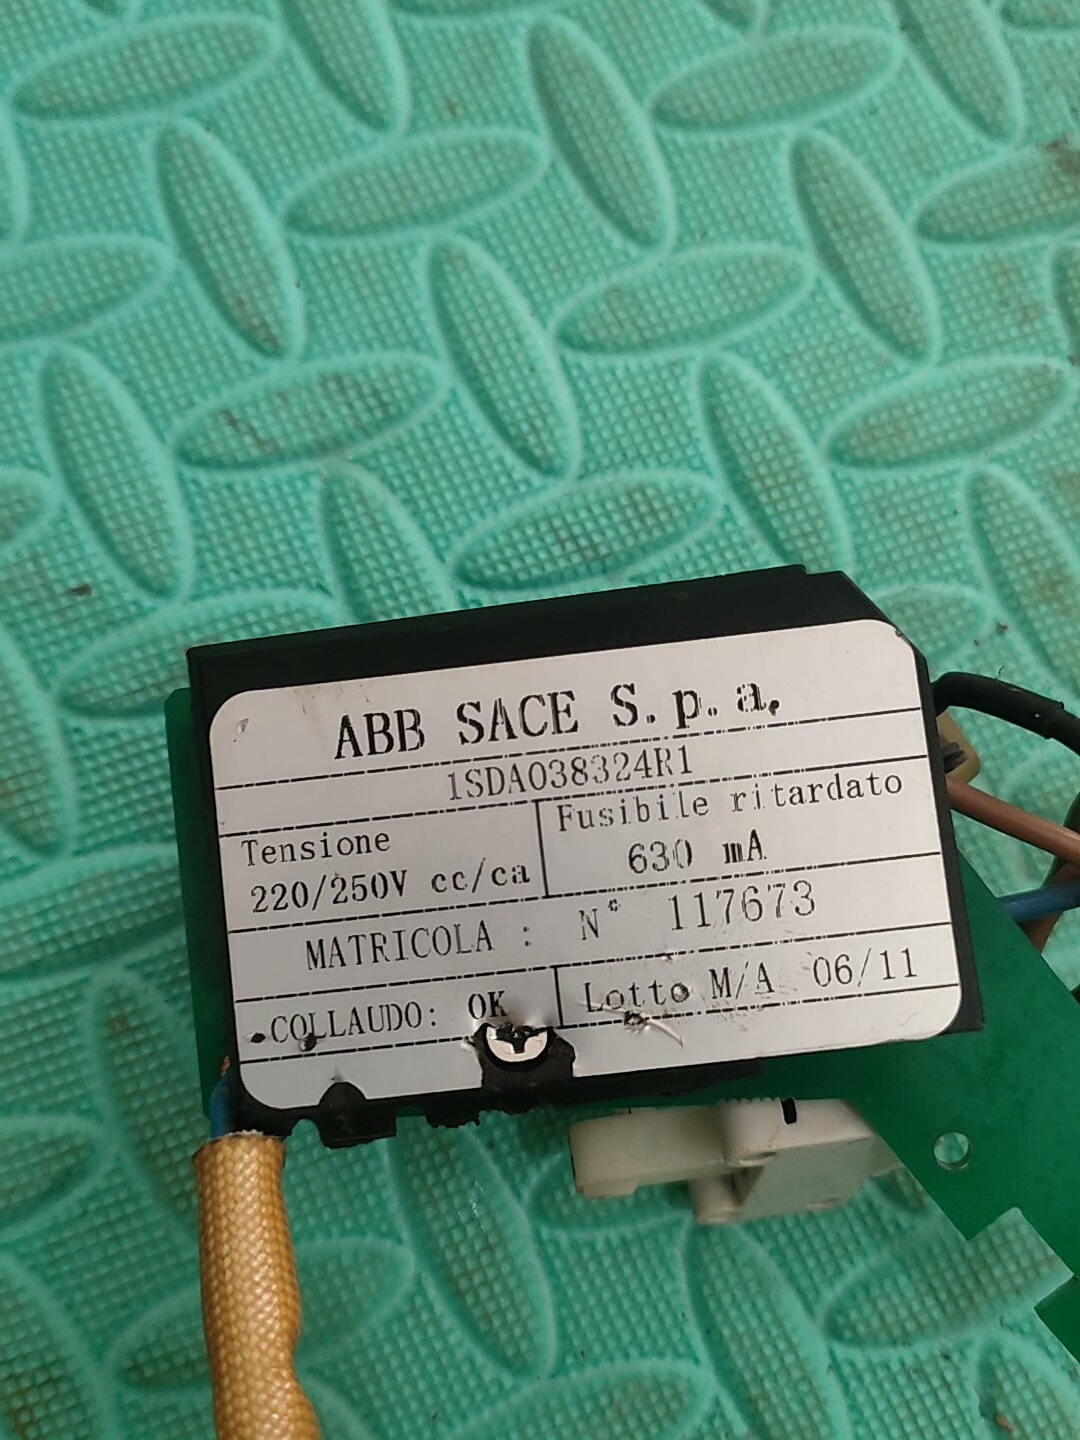 ABB SACE S.p.a.
1SDA038324R1
Tensione
220/250V cc/ca
Fusibile ritardato
630 mA
MATRICOLA : N° 117673
COLLAUDO: OK
Lotto M/A 06/11